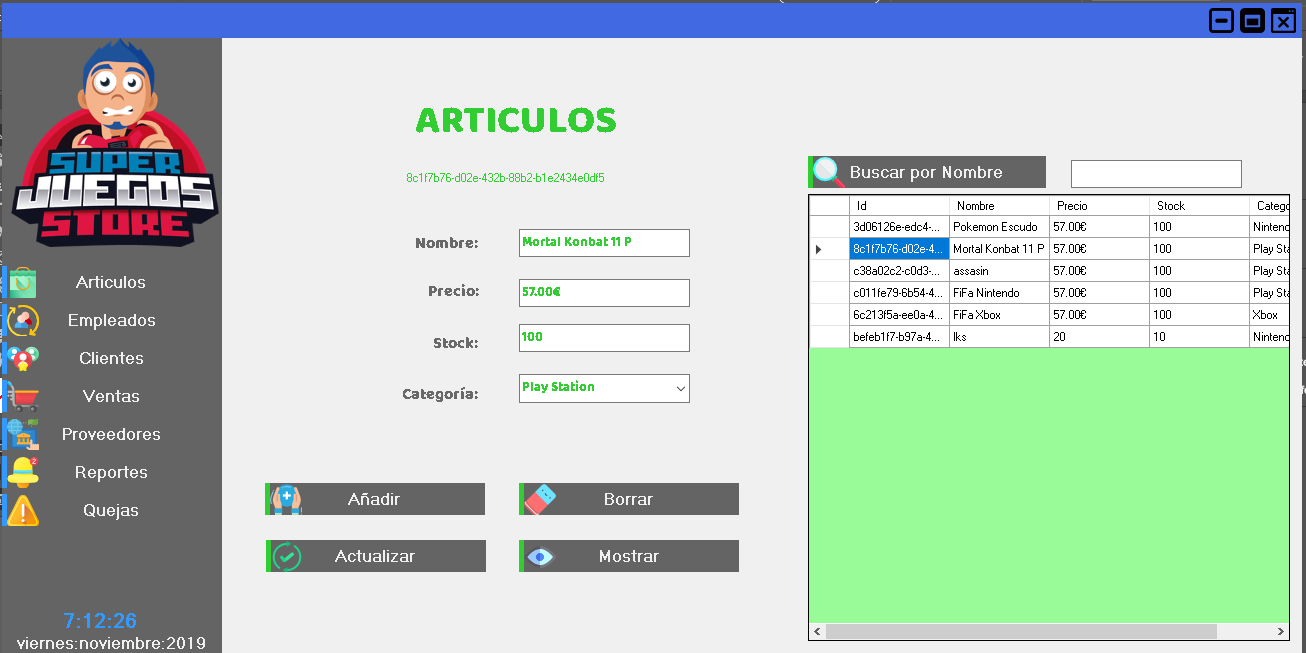 SUPER
JUEGOS
STORE
Articulos
Empleados
Clientes
Ventas
Proveedores
2
Reportes
Quejas
7:12:26
viernes:noviembre:2019
ARTICULOS
8c1f7b76-d02e-432b-88b2-b1e2434e0df5
Nombre: Mortal Konbat 11 P
Precio: 57.00€
Stock: 100
Categoría: Play Station
Añadir Borrar
Actualizar Mostrar
Buscar por Nombre
Id Nombre Precio Stock Catego
3d06126e-edc4-... Pokemon Escudo 57.00€ 100 Nintenc
8c1f7b76-d02e-4... Mortal Konbat 11 P 57.00€ 100 Play Sta
c38a02c2-c0d3-... assasin 57.00€ 100 Play Sta
c011fe79-6b54-4... FiFa Nintendo 57.00€ 100 Play Sta
6c213f5a-ee0a-4... FiFa Xbox 57.00€ 100 Xbox
befeb1f7-b97a-4... lks 20 10 Nintenc